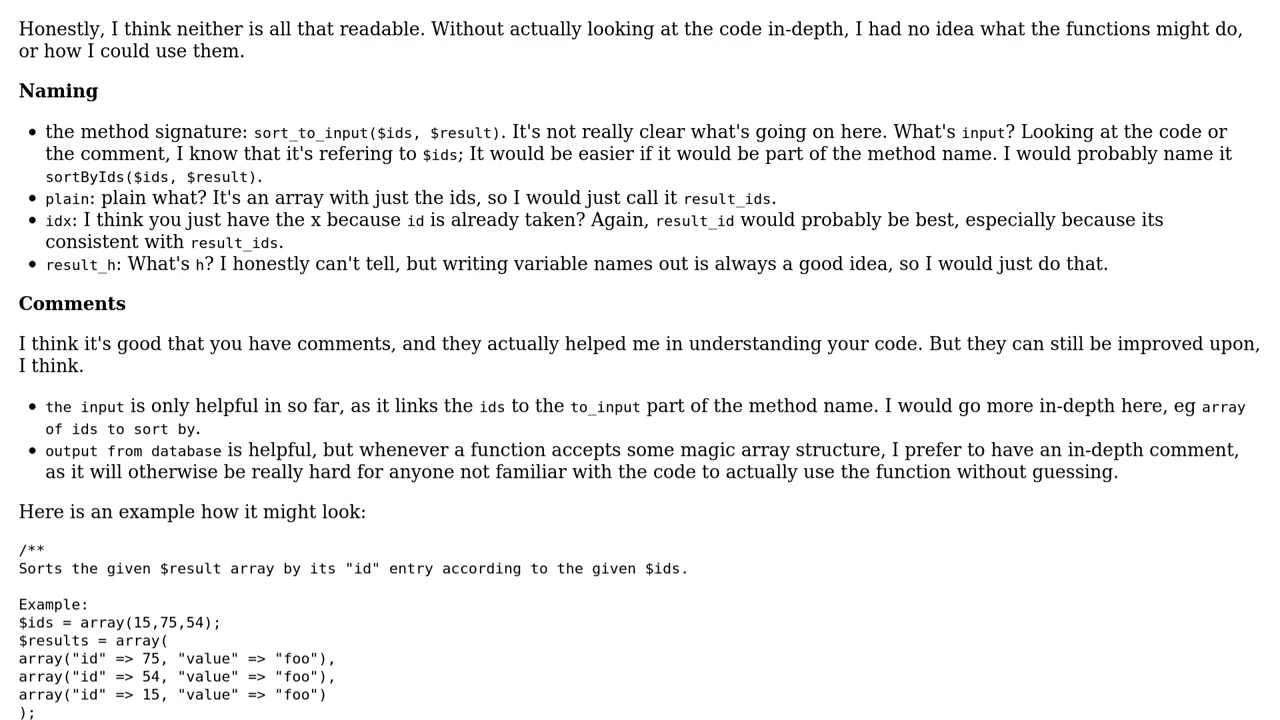 Honestly, I think neither is all that readable. Without actually looking at the code in-depth, I had no idea what the functions might do,
or how I could use them.
Naming
• the method signature: sort_to_input($ids, $result). It's not really clear what's going on here. What's input? Looking at the code or
the comment, I know that it's refering to $ids; It would be easier if it would be part of the method name. I would probably name it
sortByIds($ids, $result).
• plain: plain what? It's an array with just the ids, so I would just call it result_ids.
• idx: I think you just have the x because id is already taken? Again, result_id would probably be best, especially because its
consistent with result_ids.
• result_h: What's h? I honestly can't tell, but writing variable names out is always a good idea, so I would just do that.
Comments
I think it's good that you have comments, and they actually helped me in understanding your code. But they can still be improved upon,
I think.
• the input is only helpful in so far, as it links the ids to the to_input part of the method name. I would go more in-depth here, eg array
of ids to sort by.
• output from database is helpful, but whenever a function accepts some magic array structure, I prefer to have an in-depth comment,
as it will otherwise be really hard for anyone not familiar with the code to actually use the function without guessing.
Here is an example how it might look:
/**
Sorts the given $result array by its "id" entry according to the given $ids.
Example:
$ids = array(15,75,54);
$results = array(
array("id" => 75, "value" => "foo"),
array("id" => 54, "value" => "foo"),
array("id" => 15, "value" => "foo")
);